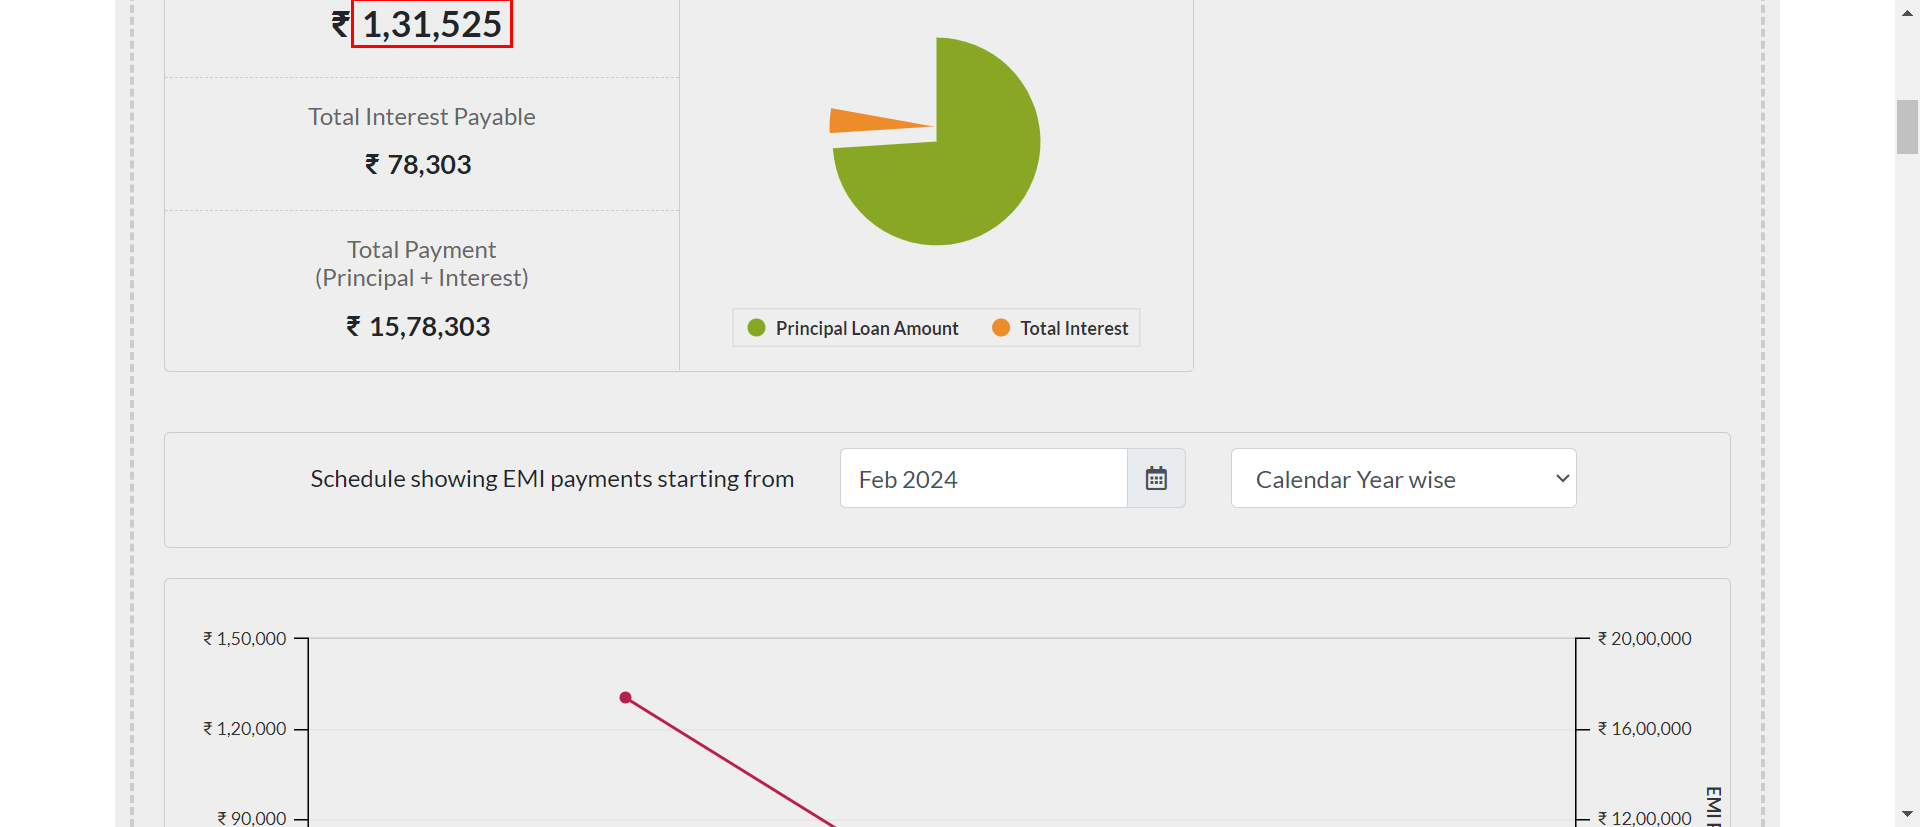 ₹ 1,31,525
Total Interest Payable
₹ 78,303
Total Payment
(Principal + Interest)
₹ 15,78,303
Principal Loan Amount
Total Interest
Schedule showing EMI payments starting from
Feb 2024
Calendar Year wise
₹ 1,50,000
₹ 1,20,000
₹ 90,000
₹ 20,00,000
₹ 16,00,000
₹ 12,00,000
EMI